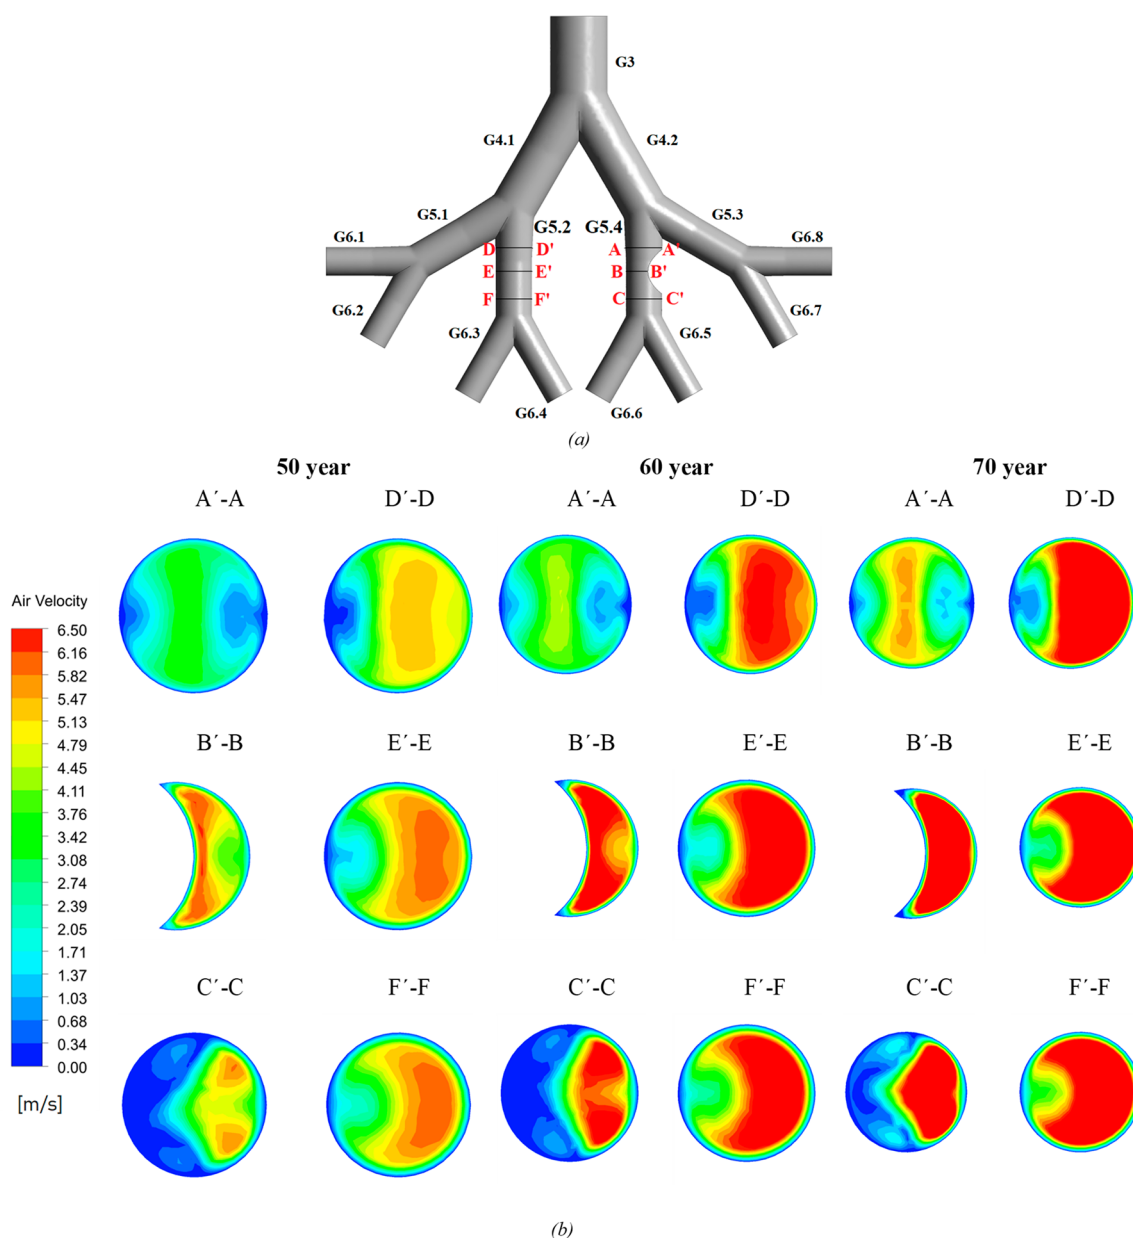 G3
G4.1
G4.2
G5.1
G5.2
G5.4
G5.3
G6.1
G6.8
D
D'
A
A'
E
E'
B
B'
F
F'
C
C'
G6.2
G6.3
G6.5
G6.7
G6.4
G6.6
(a)
50 year
60 year
70 year
A´-A
D´-D
A´-A
D´-D
A´-A
D´-D
Air Velocity
6.50
6.16
5.82
5.47
5.13
4.79
4.45
4.11
3.76
3.42
3.08
2.74
2.39
2.05
1.71
1.37
1.03
0.68
0.34
0.00
[m/s]
B´-B
E´-E
B´-B
E´-E
B´-B
E´-E
C´-C
F´-F
C´-C
F´-F
C´-C
F´-F
(b)